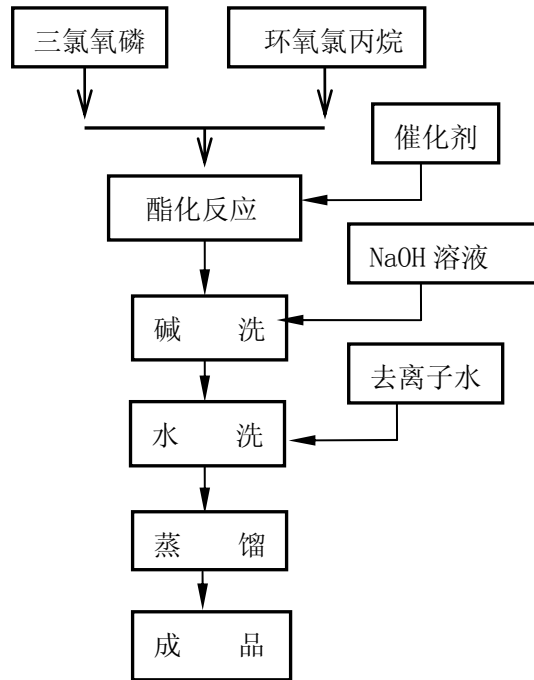 三氯氧磷
环氧氯丙烷
催化剂
酯化反应
NaOH 溶液
碱 洗
去离子水
水 洗
蒸 馏
成 品